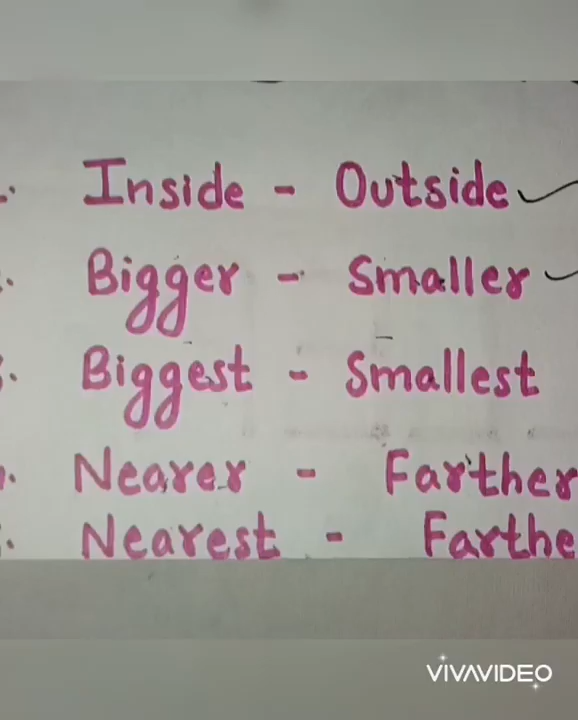 Inside - Outside
Bigger - Smaller
Biggest - Smallest
Nearer - Farther
Nearest - Farthe
VIVAVIDEO